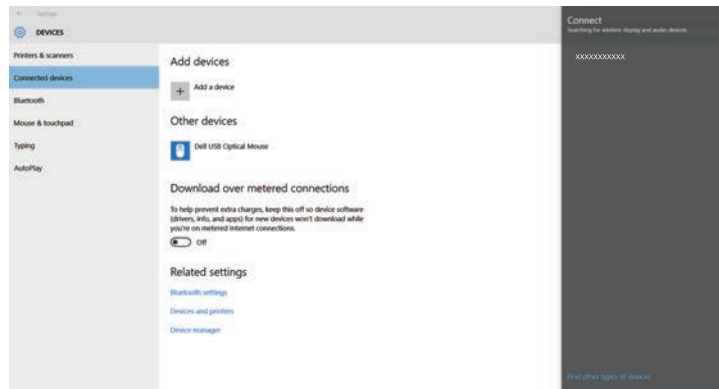 Settings
DEVICES
Printers & scanners
Connected devices
Bluetooth
Mouse & touchpad
Typing
AutoPlay
Add devices
Add a device
Other devices
Dell USB Optical Mouse
Download over metered connections
To help prevent extra charges, keep this off so device software
(drivers, info, and apps) for new devices won't download while
you're on metered Internet connections.
Off
Related settings
Bluetooth settings
Devices and printers
Device manager
Connect
Searching for wireless display and audio devices
xxxxxxxxxxx
Find other types of devices